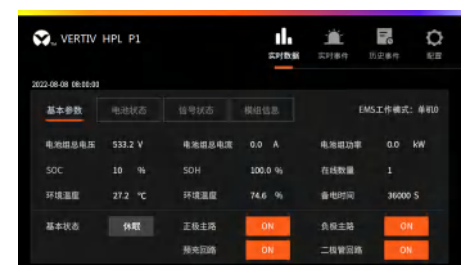 VERTIV HPL P1
实时数据 实时事件 历史事件 配置
2022-08-08 08:00:00
基本参数 电池状态 信号状态 模组信息 EMS工作模式: 单机0
电池组总电压 533.2 V 电池组总电流 0.0 A 电池组功率 0.0 kW
SOC 10 % SOH 100.0 % 在线数量 1
环境温度 27.2 ℃ 环境湿度 74.6 % 备电时间 36000 S
基本状态 休眠 正极主路 ON 负极主路 ON
预充回路 ON 二极管回路 ON